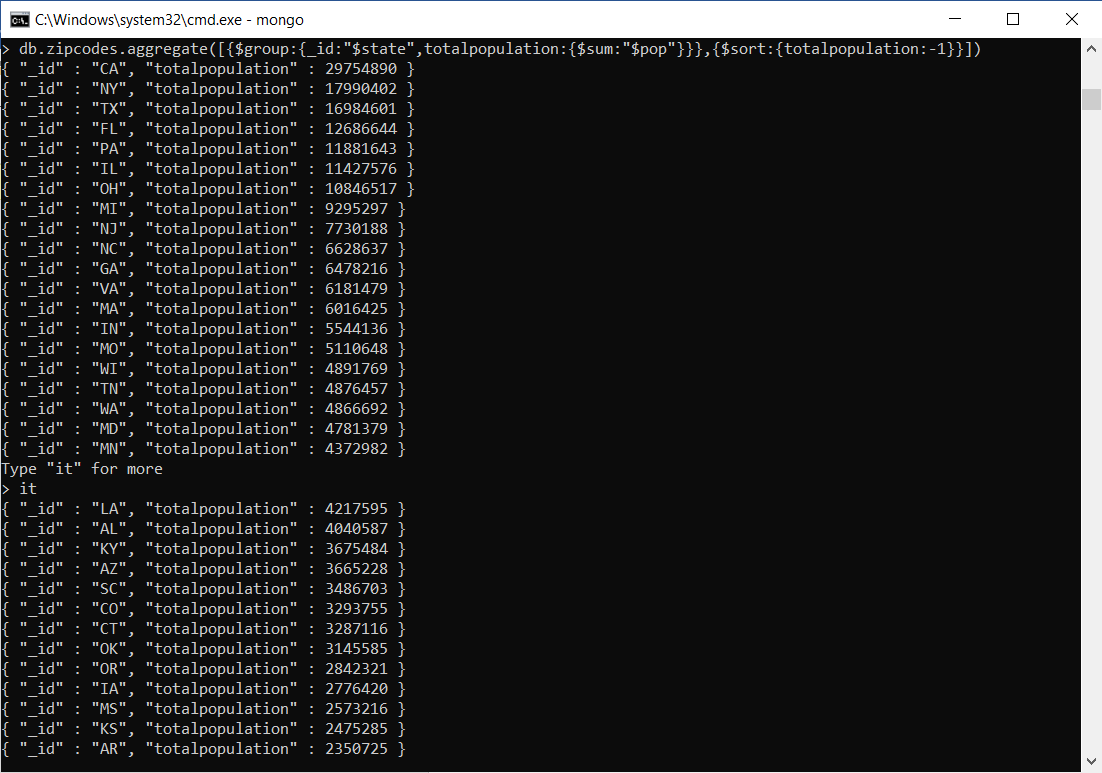 C:\Windows\system32\cmd.exe - mongo
> db.zipcodes.aggregate([{$group:{_id:"$state",totalpopulation:{$sum:"$pop"}}},{$sort:{totalpopulation:-1}}])
{ "_id" : "CA", "totalpopulation" : 29754890 }
{ "_id" : "NY", "totalpopulation" : 17990402 }
{ "_id" : "TX", "totalpopulation" : 16984601 }
{ "_id" : "FL", "totalpopulation" : 12686644 }
{ "_id" : "PA", "totalpopulation" : 11881643 }
{ "_id" : "IL", "totalpopulation" : 11427576 }
{ "_id" : "OH", "totalpopulation" : 10846517 }
{ "_id" : "MI", "totalpopulation" : 9295297 }
{ "_id" : "NJ", "totalpopulation" : 7730188 }
{ "_id" : "NC", "totalpopulation" : 6628637 }
{ "_id" : "GA", "totalpopulation" : 6478216 }
{ "_id" : "VA", "totalpopulation" : 6181479 }
{ "_id" : "MA", "totalpopulation" : 6016425 }
{ "_id" : "IN", "totalpopulation" : 5544136 }
{ "_id" : "MO", "totalpopulation" : 5110648 }
{ "_id" : "WI", "totalpopulation" : 4891769 }
{ "_id" : "TN", "totalpopulation" : 4876457 }
{ "_id" : "WA", "totalpopulation" : 4866692 }
{ "_id" : "MD", "totalpopulation" : 4781379 }
{ "_id" : "MN", "totalpopulation" : 4372982 }
Type "it" for more
> it
{ "_id" : "LA", "totalpopulation" : 4217595 }
{ "_id" : "AL", "totalpopulation" : 4040587 }
{ "_id" : "KY", "totalpopulation" : 3675484 }
{ "_id" : "AZ", "totalpopulation" : 3665228 }
{ "_id" : "SC", "totalpopulation" : 3486703 }
{ "_id" : "CO", "totalpopulation" : 3293755 }
{ "_id" : "CT", "totalpopulation" : 3287116 }
{ "_id" : "OK", "totalpopulation" : 3145585 }
{ "_id" : "OR", "totalpopulation" : 2842321 }
{ "_id" : "IA", "totalpopulation" : 2776420 }
{ "_id" : "MS", "totalpopulation" : 2573216 }
{ "_id" : "KS", "totalpopulation" : 2475285 }
{ "_id" : "AR", "totalpopulation" : 2350725 }